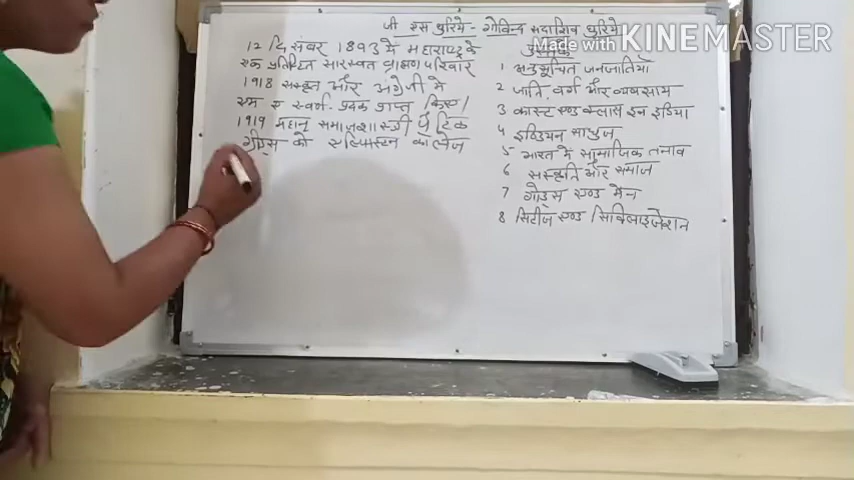 जी एस घुरिये - गोविन्द सदाशिव घुरिये
12 दिसंबर 1893 में महाराष्ट्र के
एक प्रतिष्ठित सारस्वत ब्राह्मण परिवार
1918 संस्कृत और अंग्रेजी मे
एम ए स्वर्ण-पदक प्राप्त किया।
1919 महान् समाजशास्त्री पैट्रिक
गेड्स को एल्फिंस्टन कॉलेज
पुस्तकें
Made with KINEMASTER
1 अनुसूचित जनजातियाँ
2 जाति, वर्ग और व्यवसाय
3 कास्ट एण्ड क्लास इन इंडिया
4 इण्डियन साधूज
5 भारत में सामाजिक तनाव
6 संस्कृति और समाज
7 गोड्स एण्ड मेन
8 सिटीज एण्ड सिविलाइजेशन